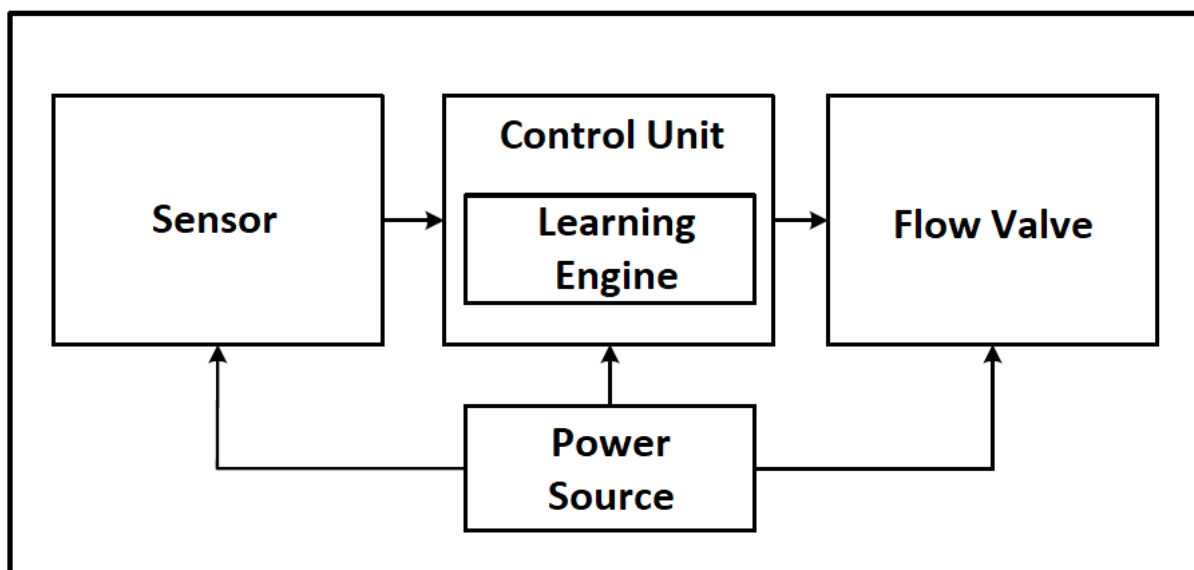 Sensor
Control Unit
Learning
Engine
Flow Valve
Power
Source